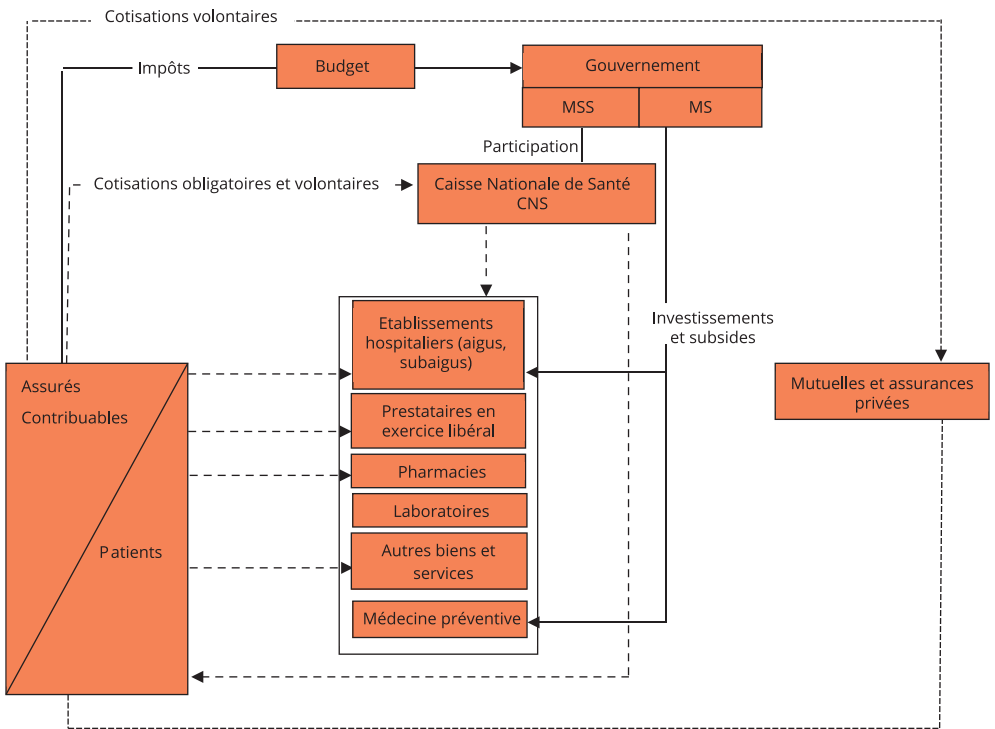 Cotisations volontaires
Impôts
Budget
Gouvernement
MSS
MS
Participation
Cotisations obligatoires et volontaires
Caisse Nationale de Santé
CNS
Investissements
et subsides
Etablissements
hospitaliers (aigus,
subaigus)
Assurés
Contribuables
Patients
Prestataires en
exercice libéral
Pharmacies
Laboratoires
Autres biens et
services
Médecine préventive
Mutuelles et assurances
privées